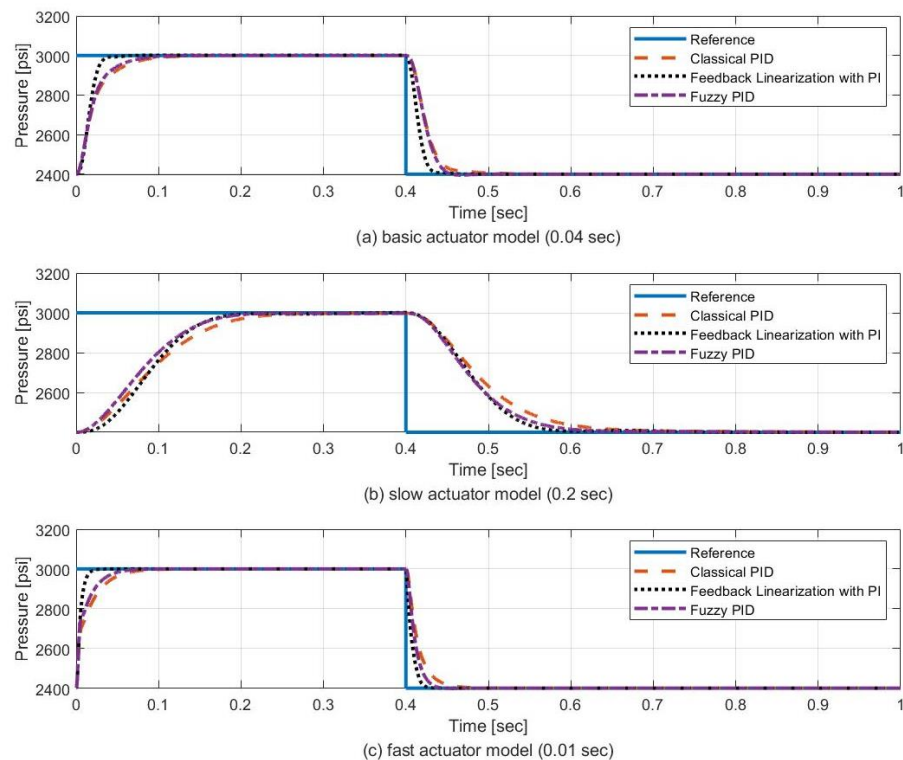 3200
3000
2800
2600
2400
Pressure [psi]
Reference
Classical PID
Feedback Linearization with PI
Fuzzy PID
0 0.1 0.2 0.3 0.4 0.5 0.6 0.7 0.8 0.9 1
Time [sec]
(a) basic actuator model (0.04 sec)
3200
3000
2800
2600
Pressure [psi]
Reference
Classical PID
Feedback Linearization with PI
Fuzzy PID
0 0.1 0.2 0.3 0.4 0.5 0.6 0.7 0.8 0.9 1
Time [sec]
(b) slow actuator model (0.2 sec)
3200
3000
2800
2600
2400
Pressure [psi]
Reference
Classical PID
Feedback Linearization with PI
Fuzzy PID
0 0.1 0.2 0.3 0.4 0.5 0.6 0.7 0.8 0.9 1
Time [sec]
(c) fast actuator model (0.01 sec)